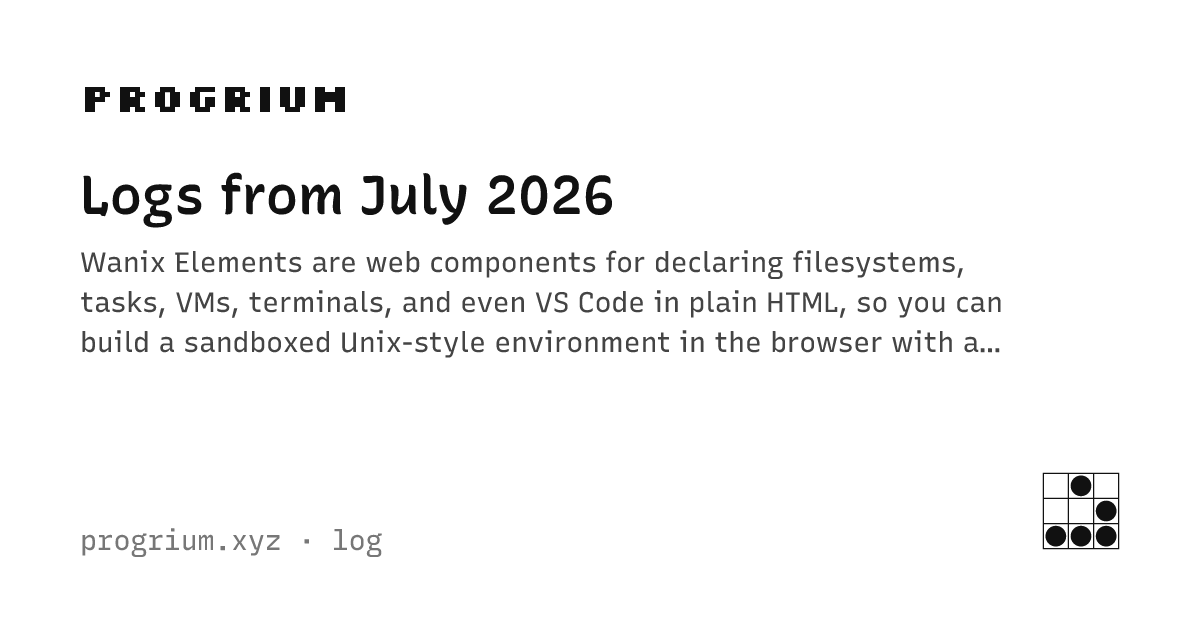 PROGRIUM
Logs from July 2026
Wanix Elements are web components for declaring filesystems,
tasks, VMs, terminals, and even VS Code in plain HTML, so you can
build a sandboxed Unix-style environment in the browser with a...
progrium.xyz · log